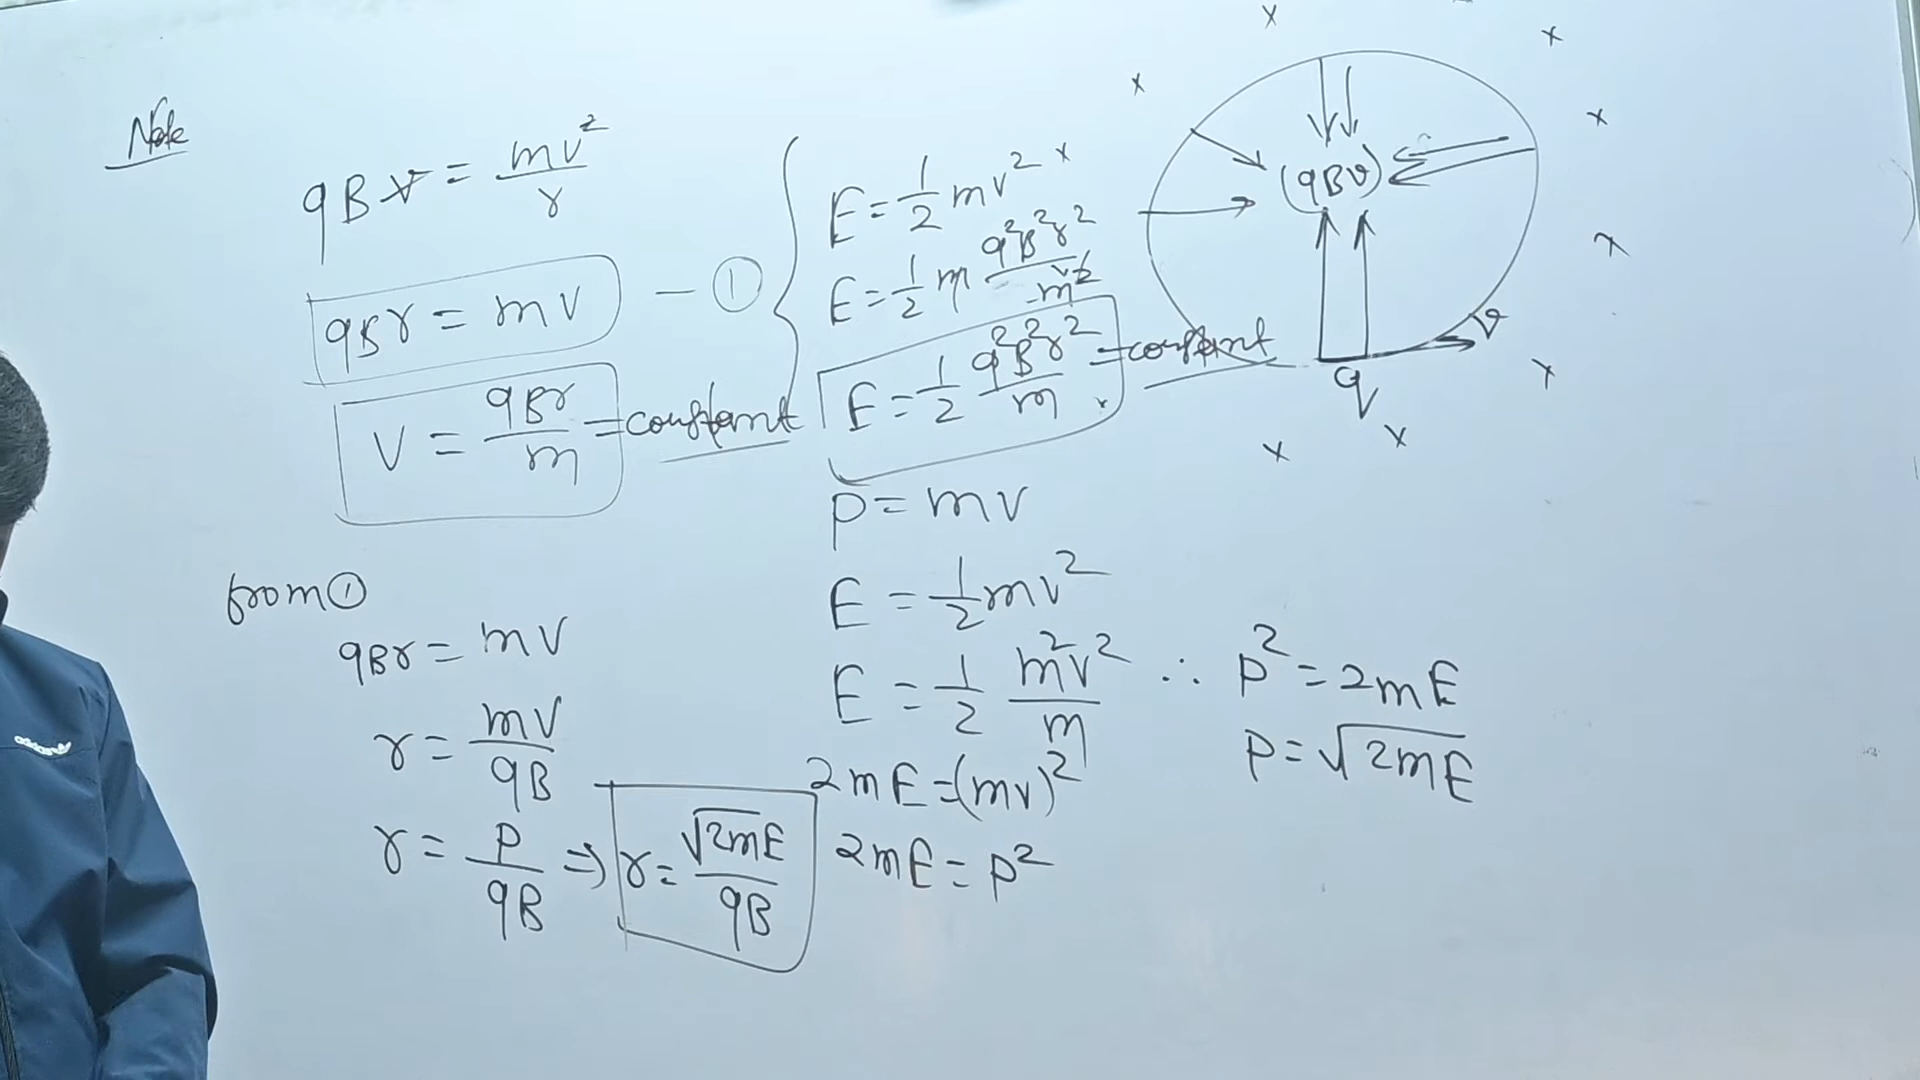 Note
qBv = mv²/r
qBr = mv — ①
v = qBr/m = constant
E = 1/2 mv²
E = 1/2 m q²B²r²/m²
E = 1/2 q²B²r²/m = constant
(qBv)
v
q
P = mv
E = 1/2 mv²
E = 1/2 m²v²/m
2mE = (mv)²
2mE = P²
∴ P² = 2mE
P = √2mE
from ①
qBr = mv
r = mv/qB
r = P/qB ⇒ r = √2mE/qB
adidas